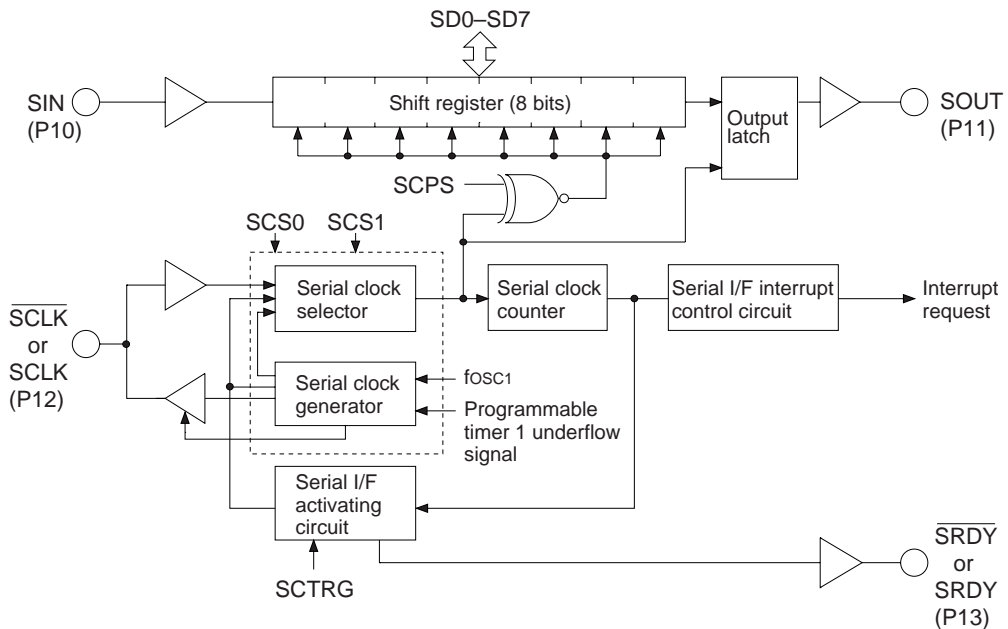 SD0–SD7
SIN
(P10)
Shift register (8 bits)
Output
latch
SOUT
(P11)
SCPS
SCS0
SCS1
SCLK
or
SCLK
(P12)
Serial clock
selector
Serial clock
counter
Serial I/F interrupt
control circuit
Interrupt
request
Serial clock
generator
fOSC1
Programmable
timer 1 underflow
signal
Serial I/F
activating
circuit
SCTRG
SRDY
or
SRDY
(P13)